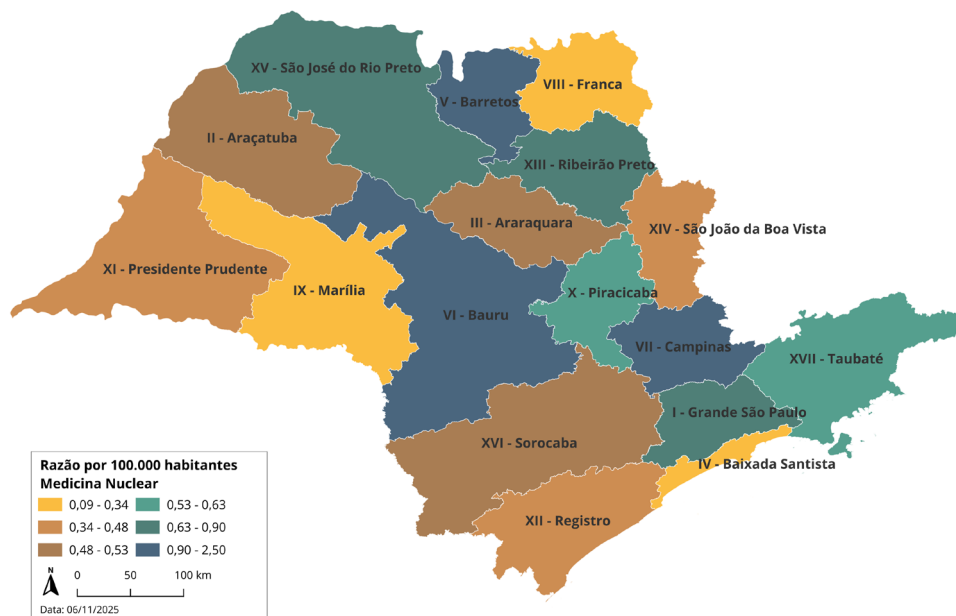 XV - São José do Rio Preto
VIII - Franca
V - Barretos
II - Araçatuba
XIII - Ribeirão Preto
III - Araraquara
XIV - São João da Boa Vista
XI - Presidente Prudente
IX - Marília
X - Piracicaba
VI - Bauru
VII - Campinas
XVII - Taubaté
I - Grande São Paulo
XVI - Sorocaba
IV - Baixada Santista
XII - Registro
Razão por 100.000 habitantes
Medicina Nuclear
0,09 - 0,34 0,53 - 0,63
0,34 - 0,48 0,63 - 0,90
0,48 - 0,53 0,90 - 2,50
N
0 50 100 km
Data: 06/11/2025